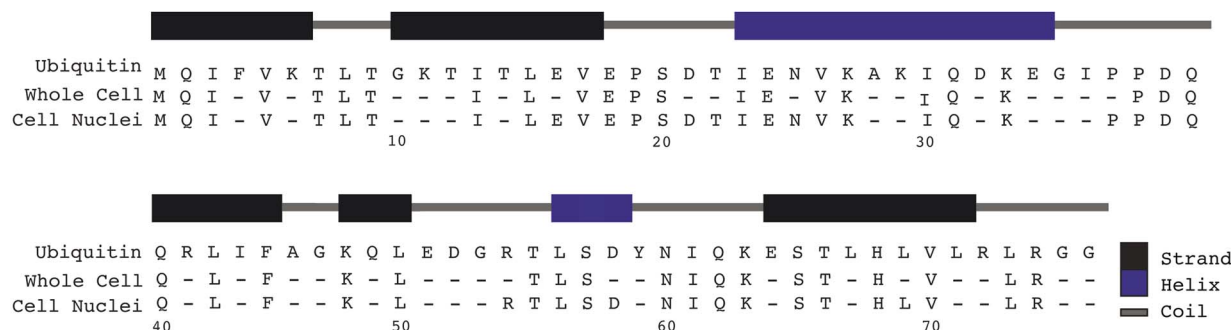 Ubiquitin M Q I F V K T L T G K T I T L E V E P S D T I E N V K A K I Q D K E G I P P D Q
Whole Cell M Q I - V - T L T - - - I - L - V E P S - - I E - V K - - I Q - K - - - - P D Q
Cell Nuclei M Q I - V - T L T - - - I - L E V E P S D T I E N V K - - I Q - K - - - P P D Q
10 20 30
Ubiquitin Q R L I F A G K Q L E D G R T L S D Y N I Q K E S T L H L V L R L R G G
Whole Cell Q - L - F - - K - L - - - - T L S - - N I Q K - S T - H - V - - L R - -
Cell Nuclei Q - L - F - - K - L - - - R T L S D - N I Q K - S T - H L V - - L R - -
40 50 60 70
Strand
Helix
Coil